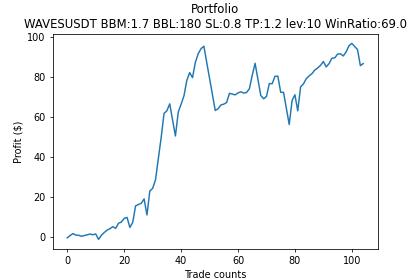 Portfolio
WAVESUSDT BBM:1.7 BBL:180 SL:0.8 TP:1.2 lev:10 WinRatio:69.0
100
80
60
40
20
0
Profit ($)
0 20 40 60 80 100
Trade counts